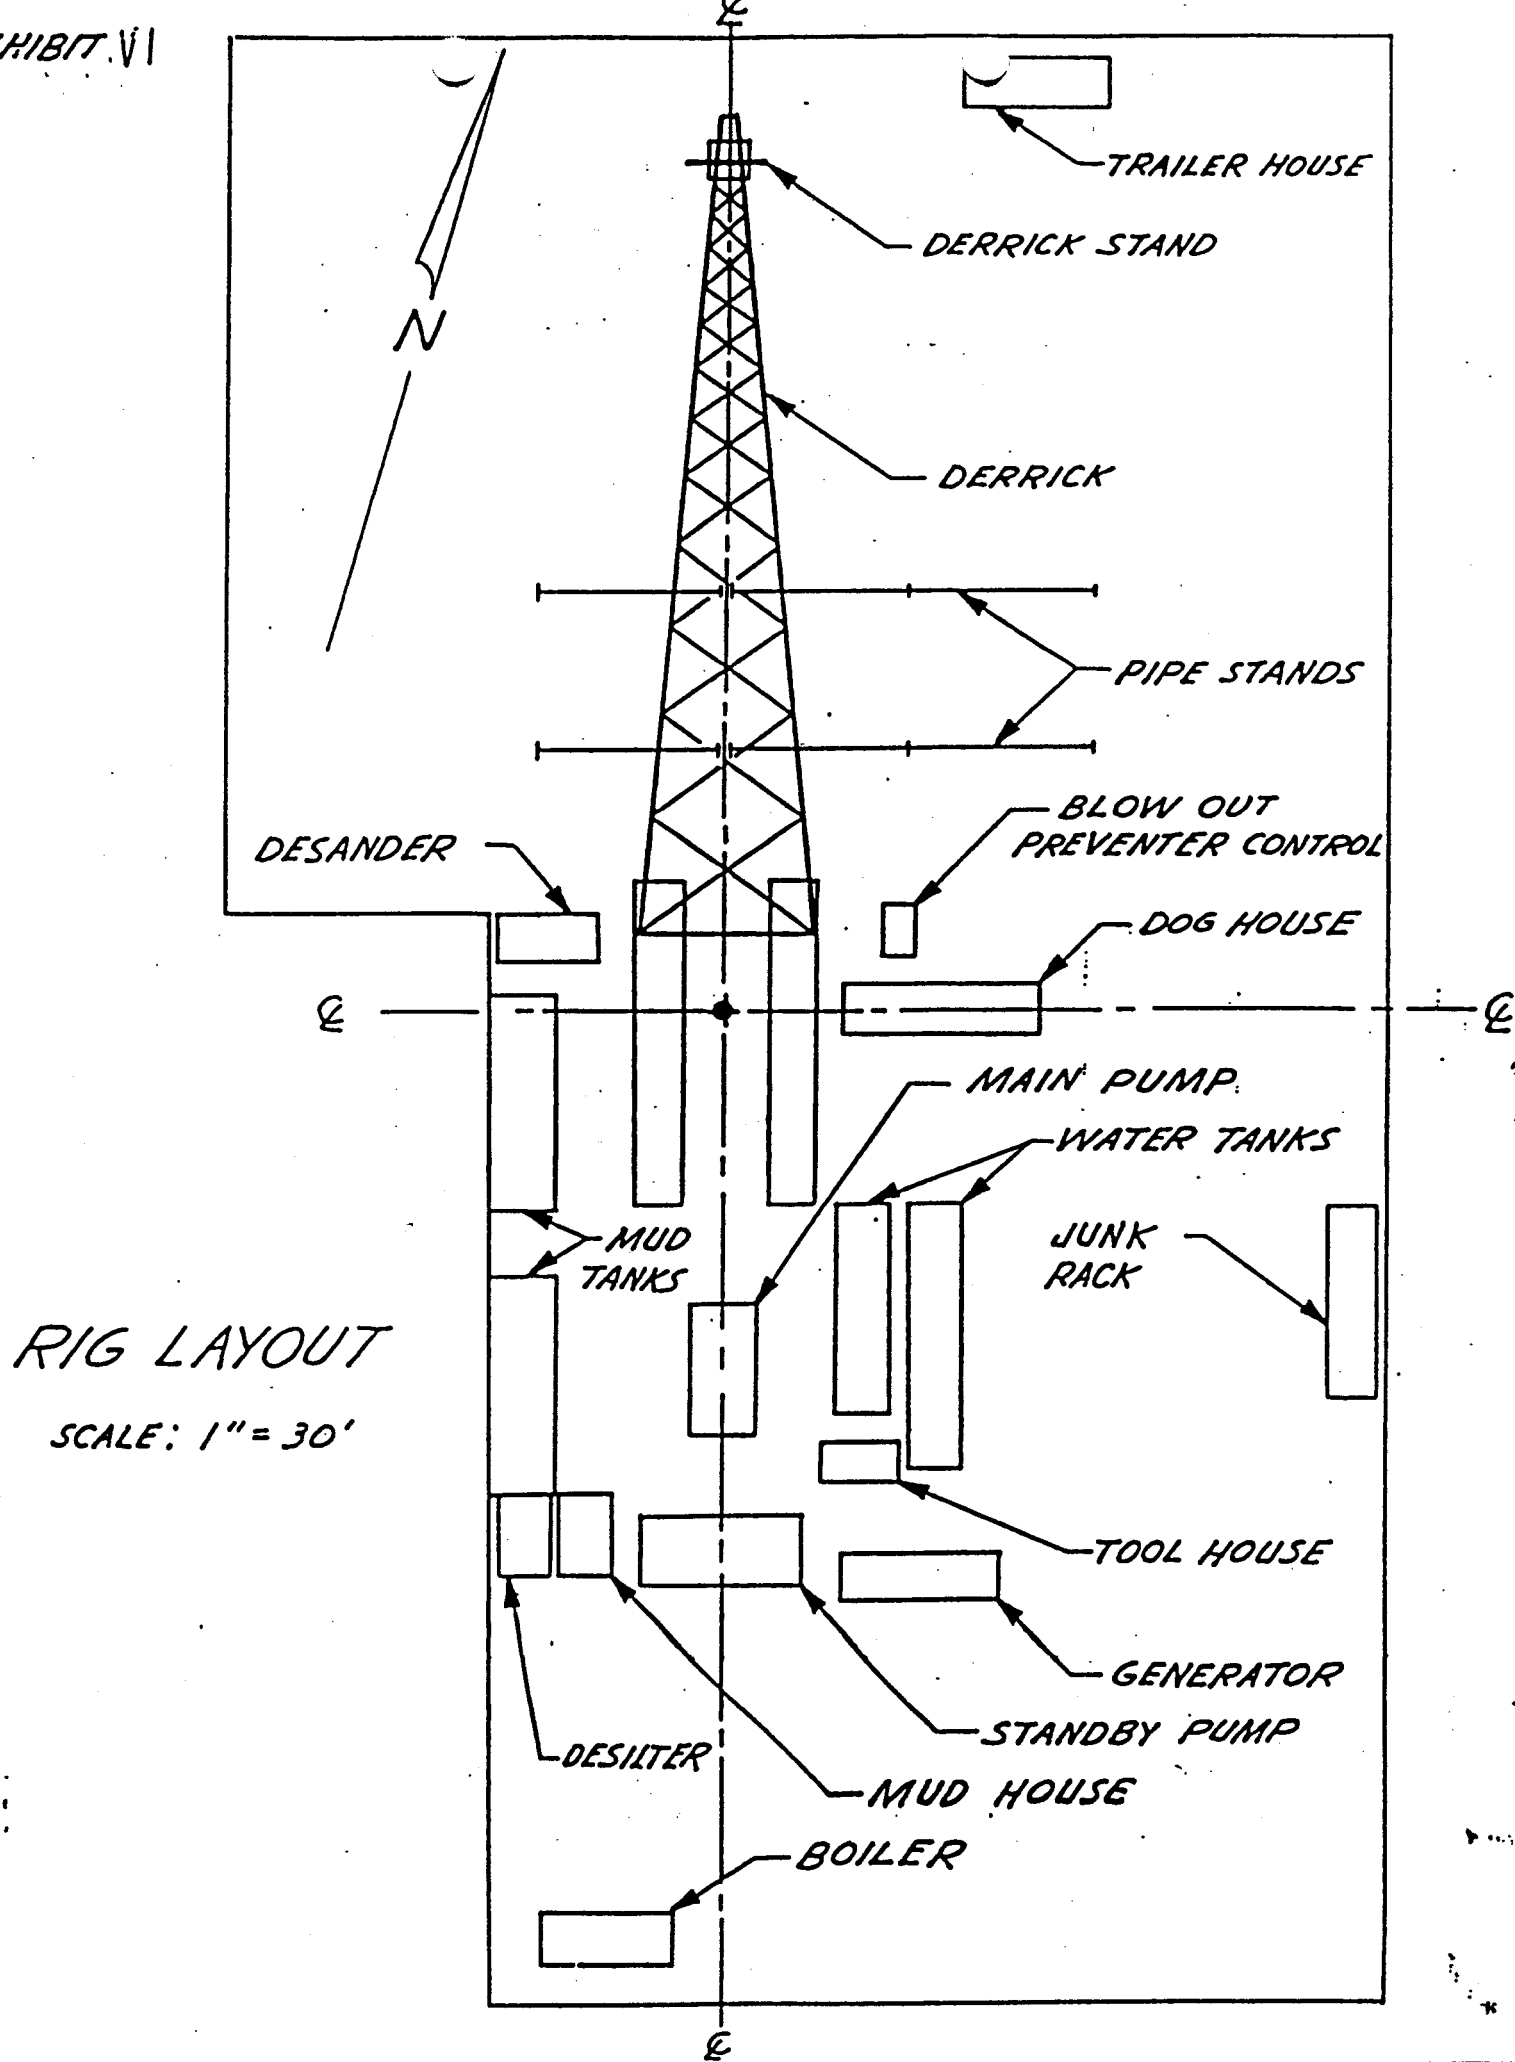 HIBIT VI
℄
TRAILER HOUSE
DERRICK STAND
N
DERRICK
PIPE STANDS
BLOW OUT
PREVENTER CONTROL
DESANDER
DOG HOUSE
℄
℄
MAIN PUMP
WATER TANKS
MUD
TANKS
JUNK
RACK
RIG LAYOUT
SCALE: 1" = 30'
TOOL HOUSE
GENERATOR
STANDBY PUMP
DESILTER
MUD HOUSE
BOILER
℄